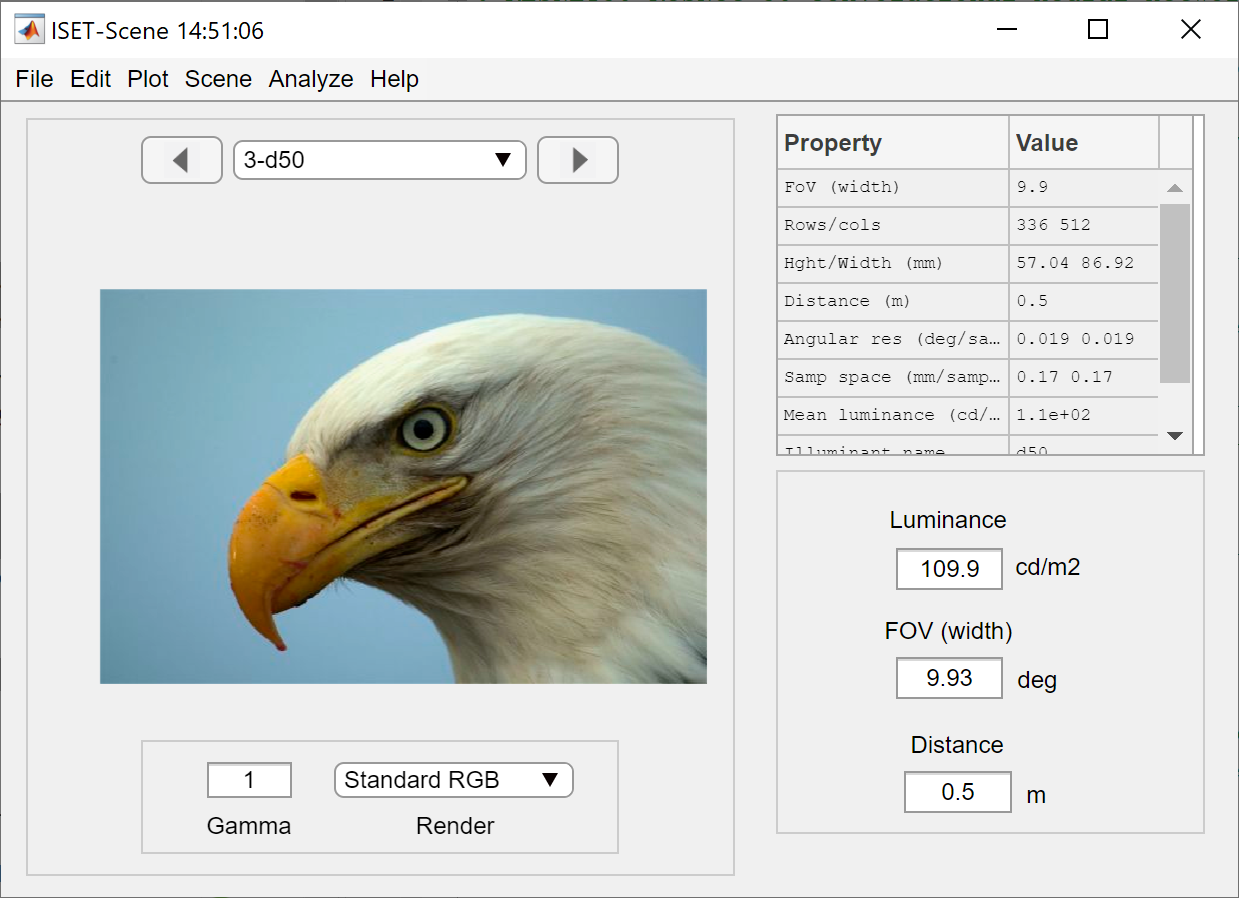 ISET-Scene 14:51:06
File Edit Plot Scene Analyze Help
3-d50
Property Value
FoV (width) 9.9
Rows/cols 336 512
Hght/Width (mm) 57.04 86.92
Distance (m) 0.5
Angular res (deg/sa… 0.019 0.019
Samp space (mm/samp… 0.17 0.17
Mean luminance (cd/… 1.1e+02
Illuminant name d50
Luminance
109.9 cd/m2
FOV (width)
9.93 deg
Distance
0.5 m
1 Standard RGB
Gamma Render